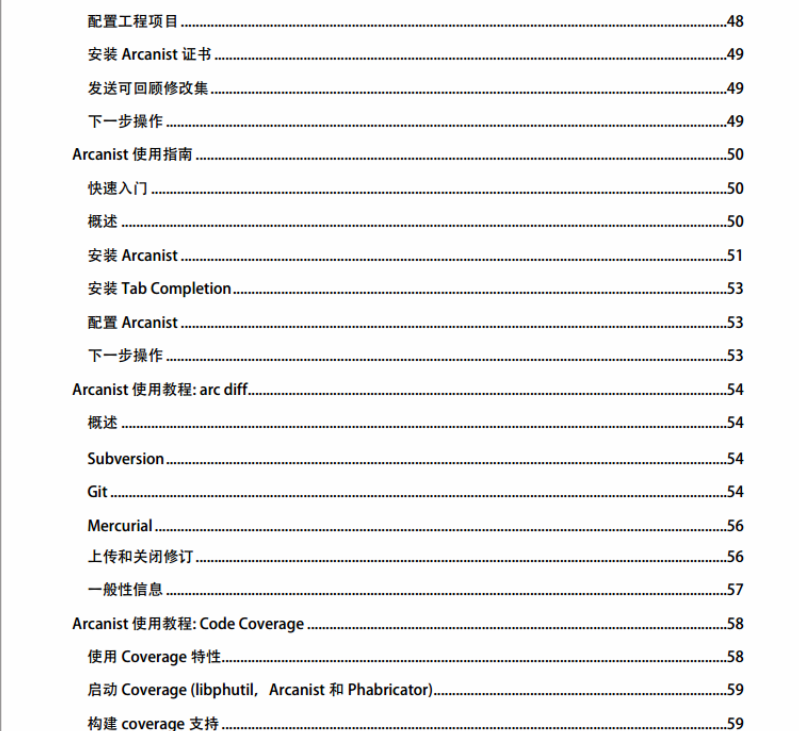 配置工程项目........................................................48
安装 Arcanist 证书........................................................49
发送可回顾修改集........................................................49
下一步操作........................................................49
Arcanist 使用指南........................................................50
快速入门........................................................50
概述........................................................50
安装 Arcanist........................................................51
安装 Tab Completion........................................................53
配置 Arcanist........................................................53
下一步操作........................................................53
Arcanist 使用教程: arc diff........................................................54
概述........................................................54
Subversion........................................................54
Git........................................................54
Mercurial........................................................56
上传和关闭修订........................................................56
一般性信息........................................................57
Arcanist 使用教程: Code Coverage........................................................58
使用 Coverage 特性........................................................58
启动 Coverage (libphutil，Arcanist 和 Phabricator)........................................................59
构建 coverage 支持........................................................59